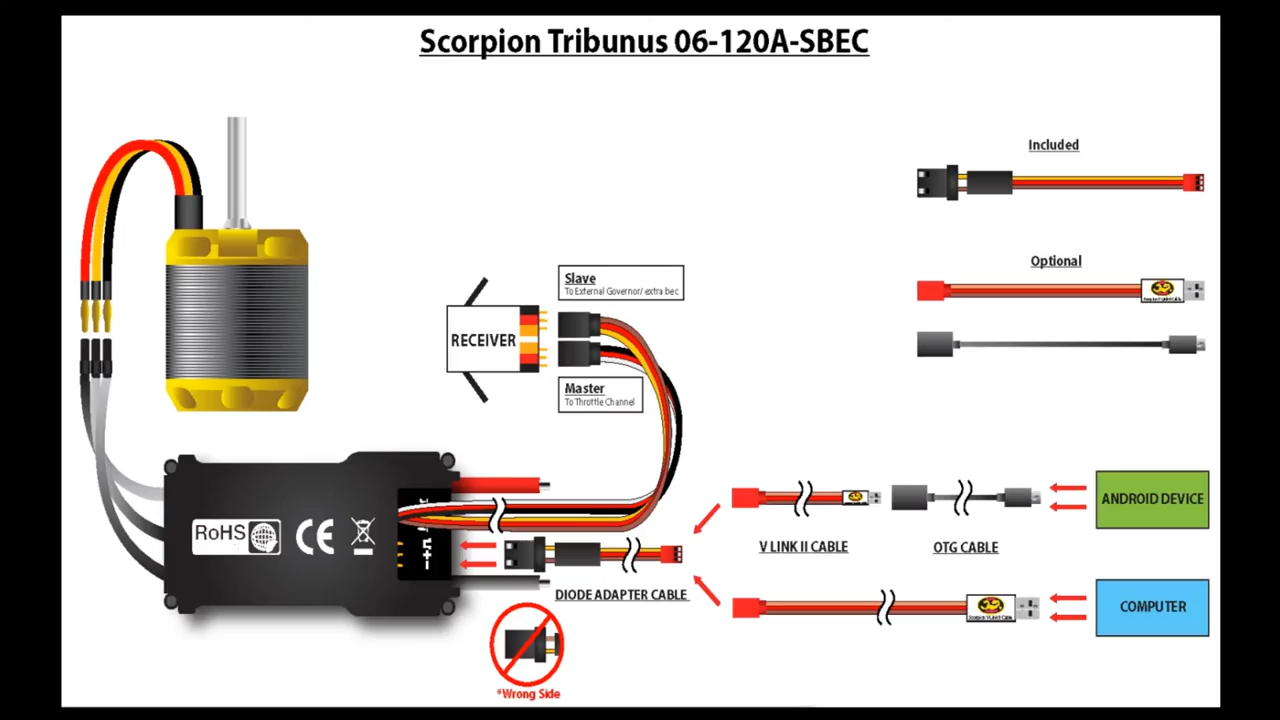 Scorpion Tribunus 06-120A-SBEC
Included
Optional
Slave
To External Governor/ extra bec
RECEIVER
Master
To Throttle Channel
RoHS
CE
V LINK II CABLE
OTG CABLE
ANDROID DEVICE
DIODE ADAPTER CABLE
COMPUTER
*Wrong Side